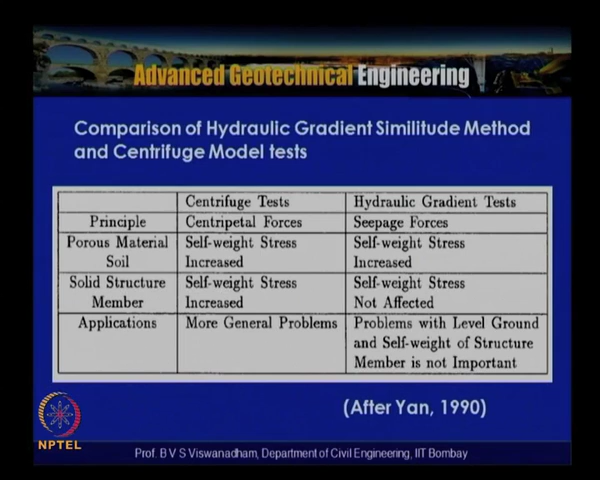 Advanced Geotechnical Engineering
Comparison of Hydraulic Gradient Similitude Method
and Centrifuge Model tests
Centrifuge Tests Hydraulic Gradient Tests
Principle Centripetal Forces Seepage Forces
Porous Material Self-weight Stress Self-weight Stress
Soil Increased Increased
Solid Structure Self-weight Stress Self-weight Stress
Member Increased Not Affected
Applications More General Problems Problems with Level Ground
and Self-weight of Structure
Member is not Important
(After Yan, 1990)
NPTEL
Prof. B V S Viswanadham, Department of Civil Engineering, IIT Bombay